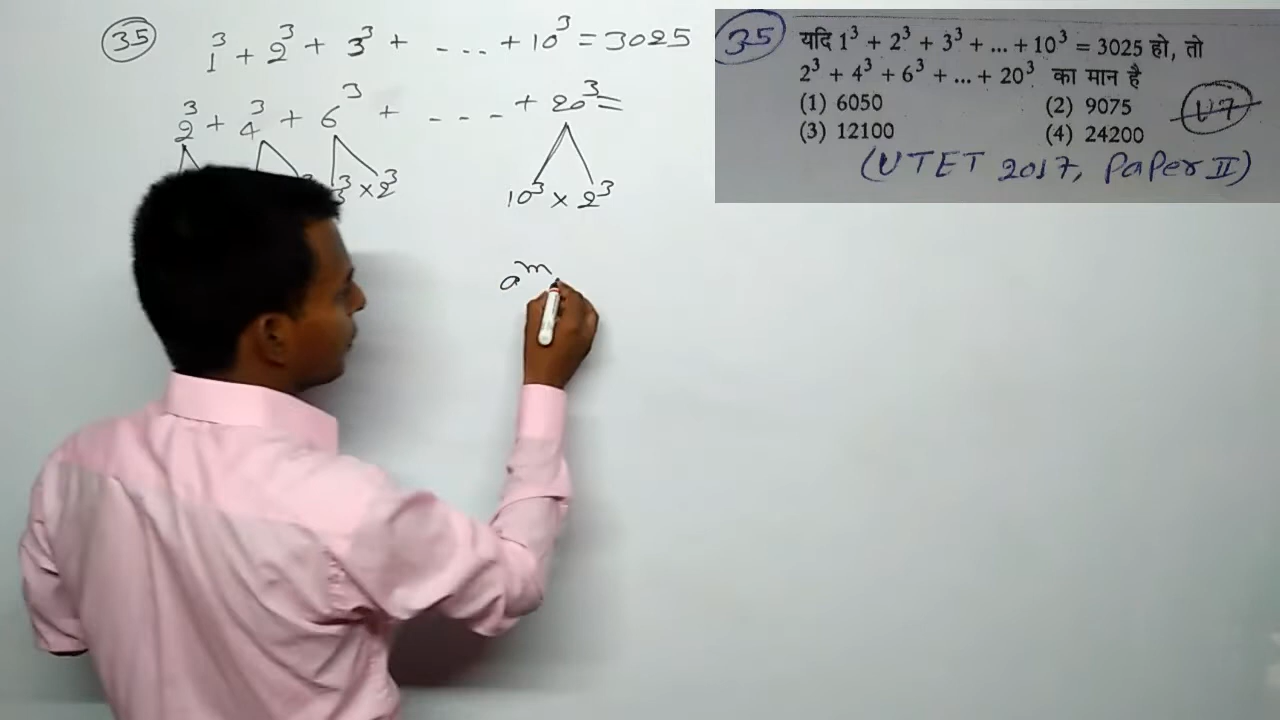 35 1³ + 2³ + 3³ + --- + 10³ = 3025
2³ + 4³ + 6³ + ---- + 20³ =
³ × 2³ 10³ × 2³
aᵐ
35 यदि 1³ + 2³ + 3³ + ... + 10³ = 3025 हो, तो
2³ + 4³ + 6³ + ... + 20³ का मान है
(1) 6050 (2) 9075
(3) 12100 (4) 24200
(UTET 2017, PaPer II)